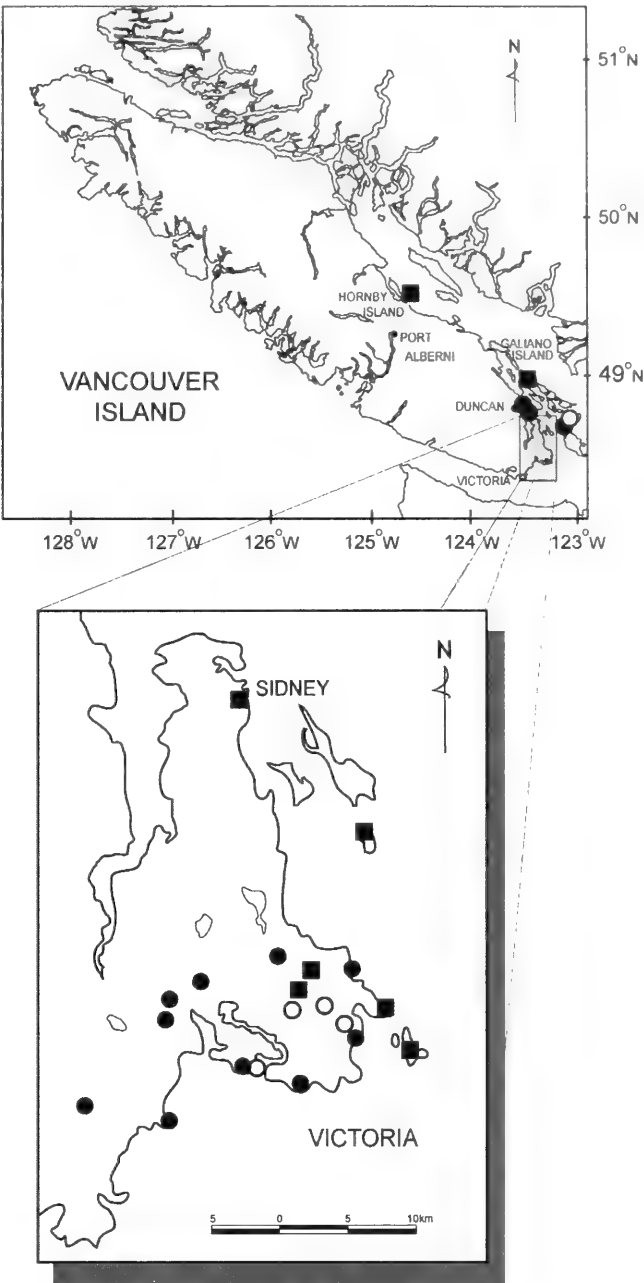 N
51°N
50°N
HORNBY
ISLAND
PORT
ALBERNI
GALIANO
ISLAND
49°N
VANCOUVER
ISLAND
DUNCAN
VICTORIA
128°W 127°W 126°W 125°W 124°W 123°W
N
SIDNEY
VICTORIA
5 0 5 10km